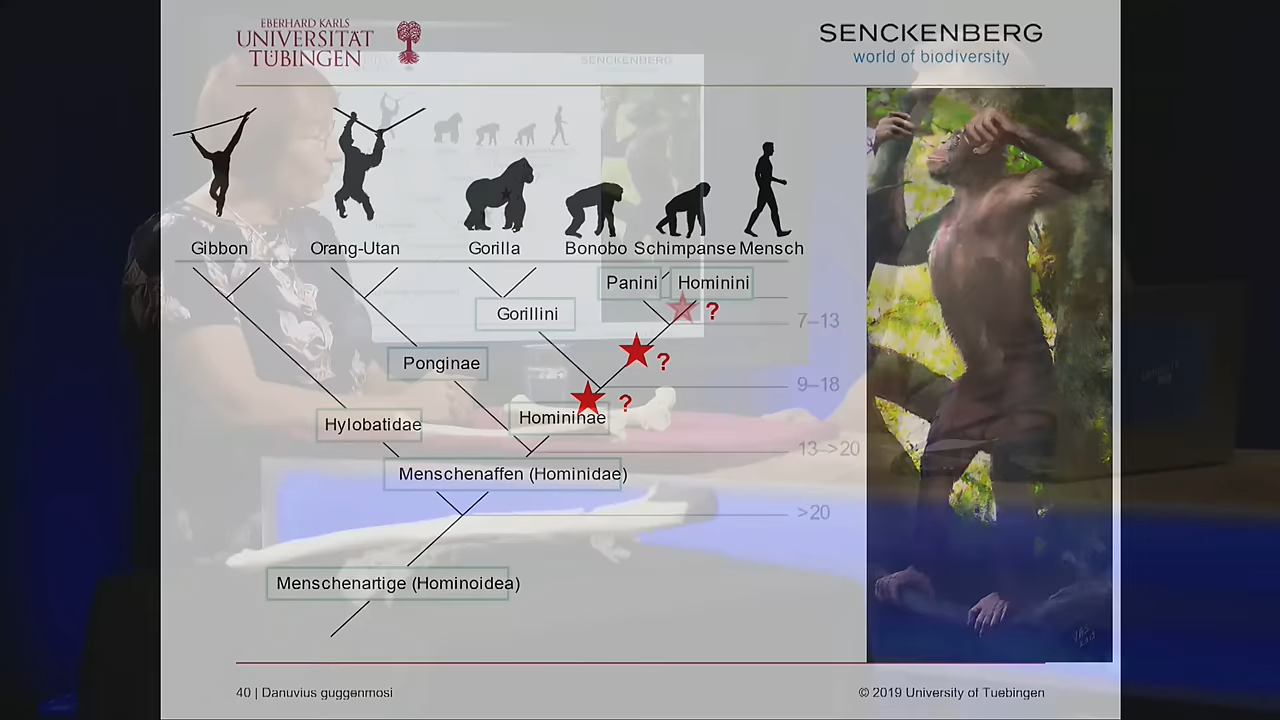 EBERHARD KARLS
UNIVERSITÄT
TÜBINGEN
SENCKENBERG
world of biodiversity
SENCKENBERG
Gibbon
Orang-Utan
Gorilla
Bonobo
Schimpanse
Mensch
Panini
Hominini
Gorillini
?
7–13
Ponginae
?
9–18
?
Hylobatidae
Homininae
13–>20
Menschenaffen (Hominidae)
>20
Menschenartige (Hominoidea)
40 | Danuvius guggenmosi
© 2019 University of Tuebingen